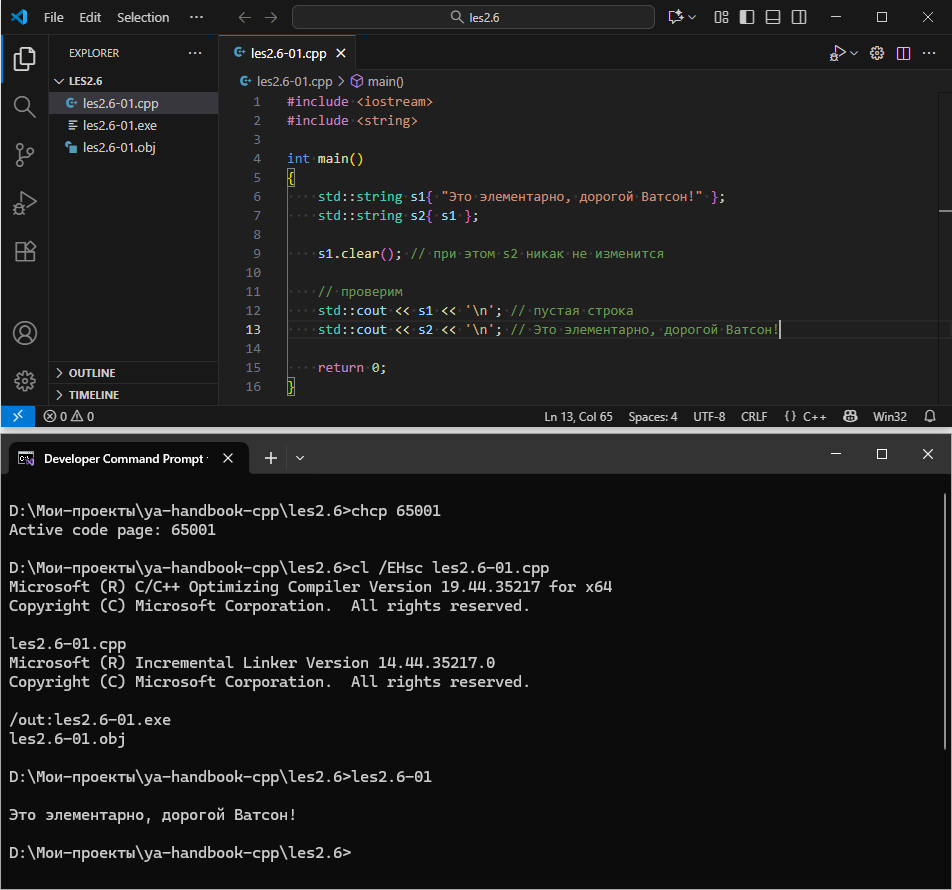 File Edit Selection ··· les2.6
EXPLORER ···
LES2.6
les2.6-01.cpp
les2.6-01.exe
les2.6-01.obj
OUTLINE
TIMELINE
les2.6-01.cpp
les2.6-01.cpp > main()
1 #include <iostream>
2 #include <string>
3
4 int main()
5 {
6 std::string s1{ "Это элементарно, дорогой Ватсон!" };
7 std::string s2{ s1 };
8
9 s1.clear(); // при этом s2 никак не изменится
10
11 // проверим
12 std::cout << s1 << '\n'; // пустая строка
13 std::cout << s2 << '\n'; // Это элементарно, дорогой Ватсон!
14
15 return 0;
16 }
0 0 Ln 13, Col 65 Spaces: 4 UTF-8 CRLF {} C++ Win32
Developer Command Prompt
D:\Мои-проекты\ya-handbook-cpp\les2.6>chcp 65001
Active code page: 65001
D:\Мои-проекты\ya-handbook-cpp\les2.6>cl /EHsc les2.6-01.cpp
Microsoft (R) C/C++ Optimizing Compiler Version 19.44.35217 for x64
Copyright (C) Microsoft Corporation.  All rights reserved.
les2.6-01.cpp
Microsoft (R) Incremental Linker Version 14.44.35217.0
Copyright (C) Microsoft Corporation.  All rights reserved.
/out:les2.6-01.exe
les2.6-01.obj
D:\Мои-проекты\ya-handbook-cpp\les2.6>les2.6-01
Это элементарно, дорогой Ватсон!
D:\Мои-проекты\ya-handbook-cpp\les2.6>